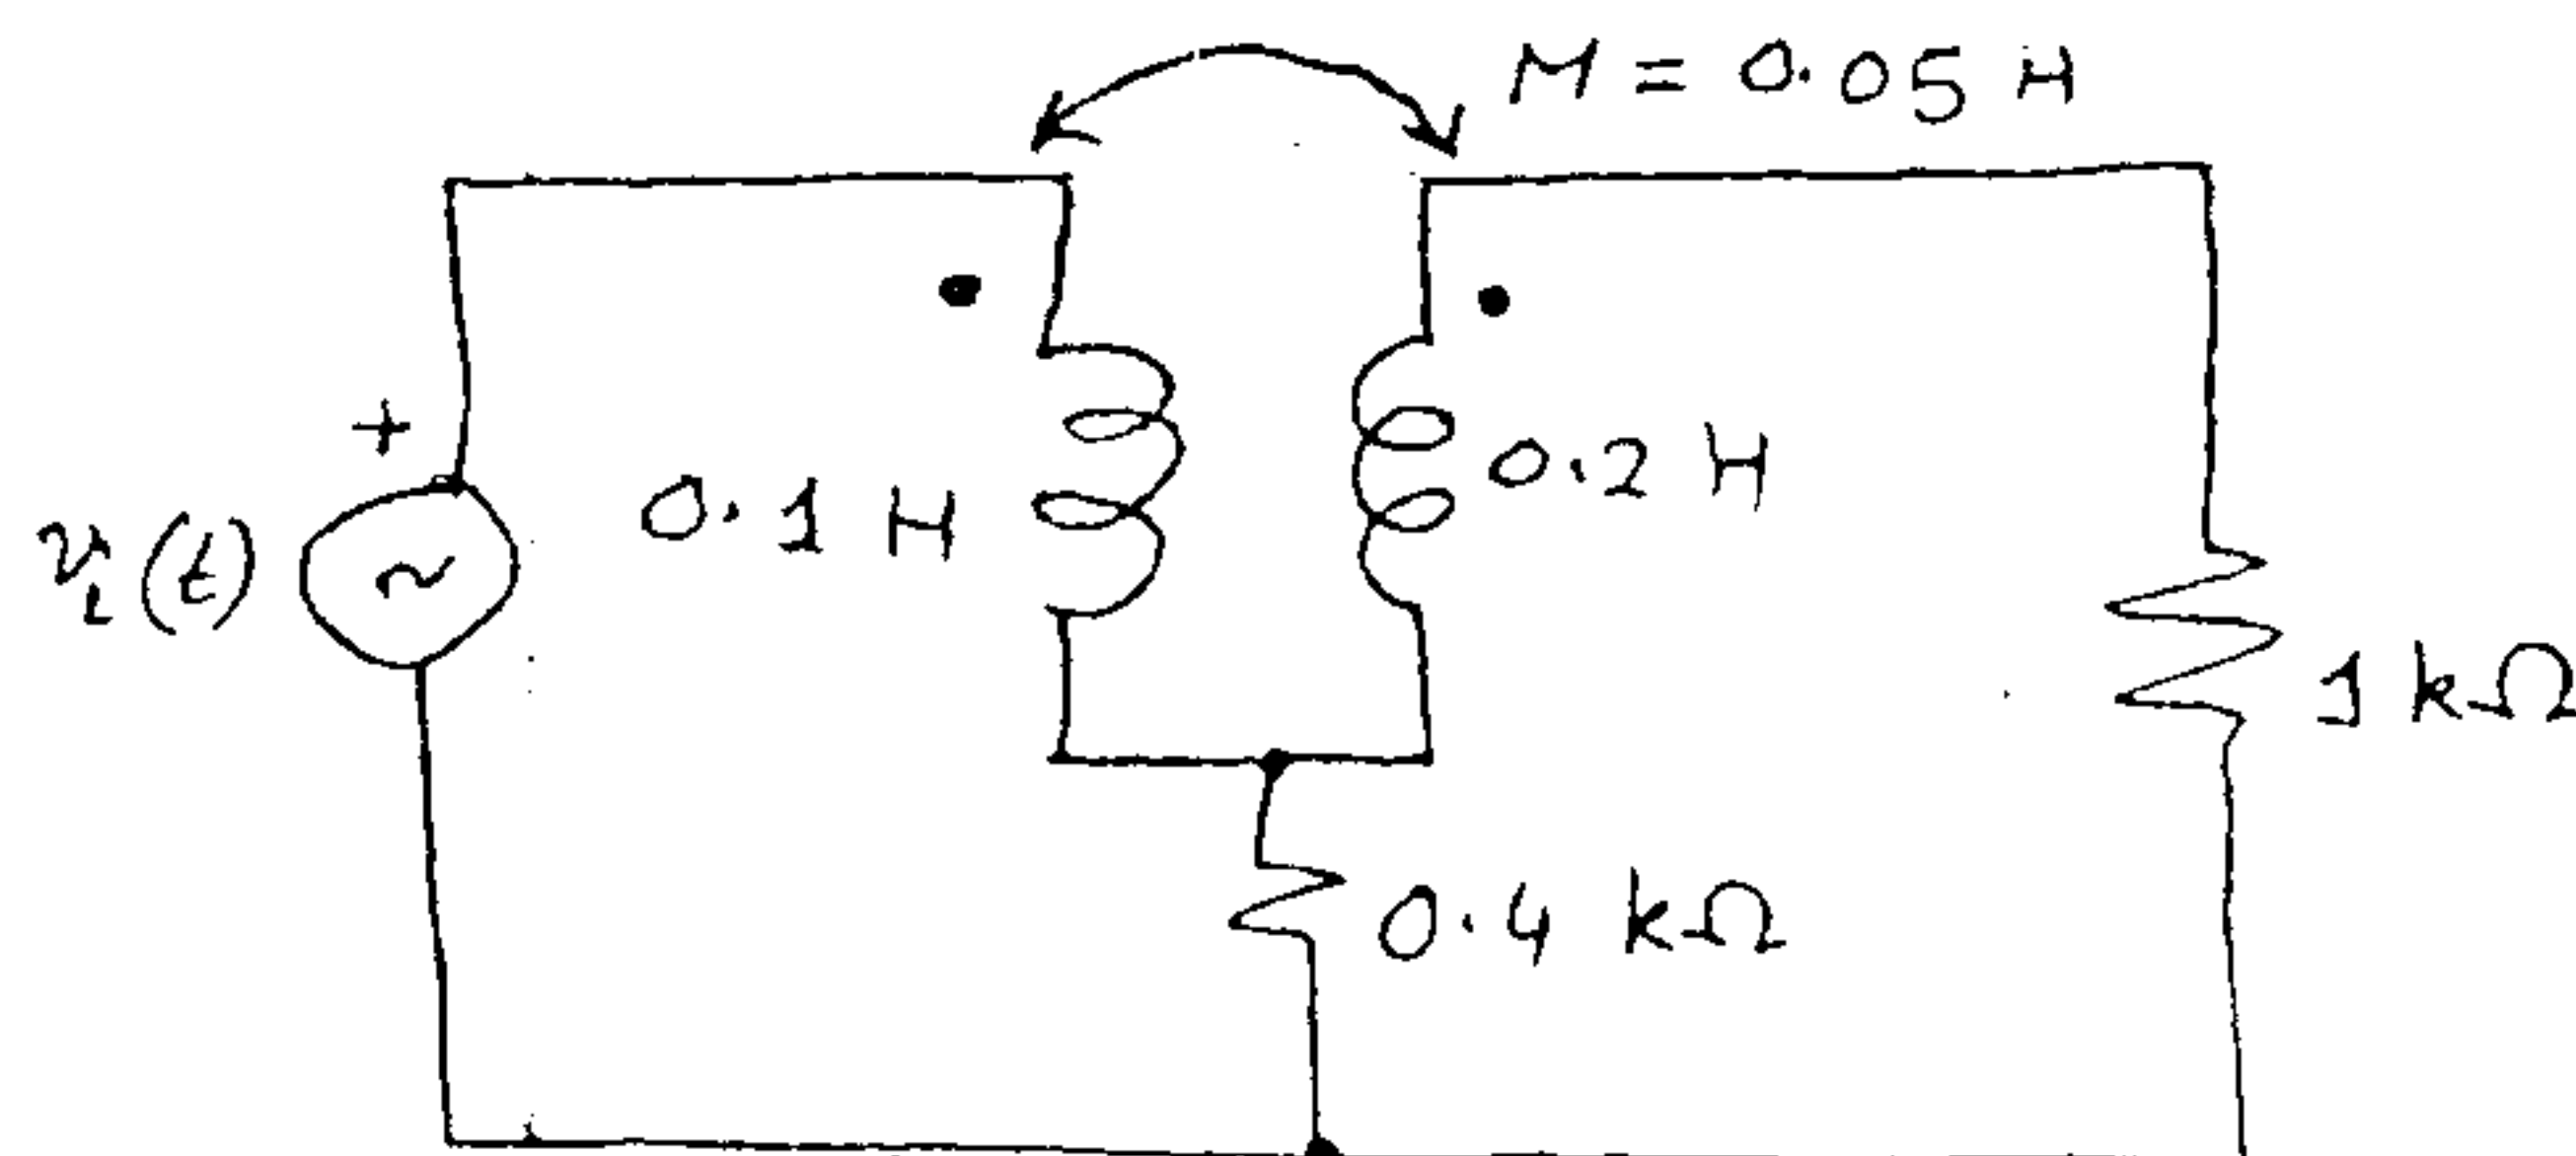 M = 0.05 H
+
v_i(t)
~
0.1 H
0.2 H
1 kΩ
0.4 kΩ